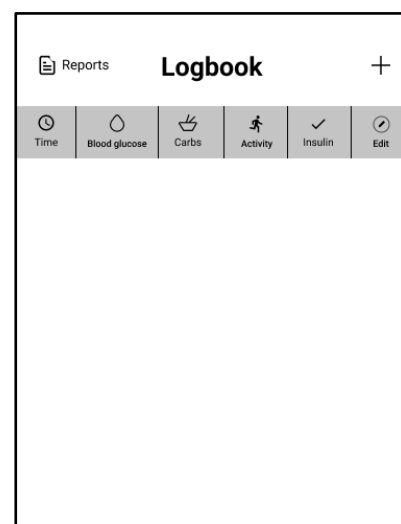 Reports
Logbook
Time
Blood glucose
Carbs
Activity
Insulin
Edit